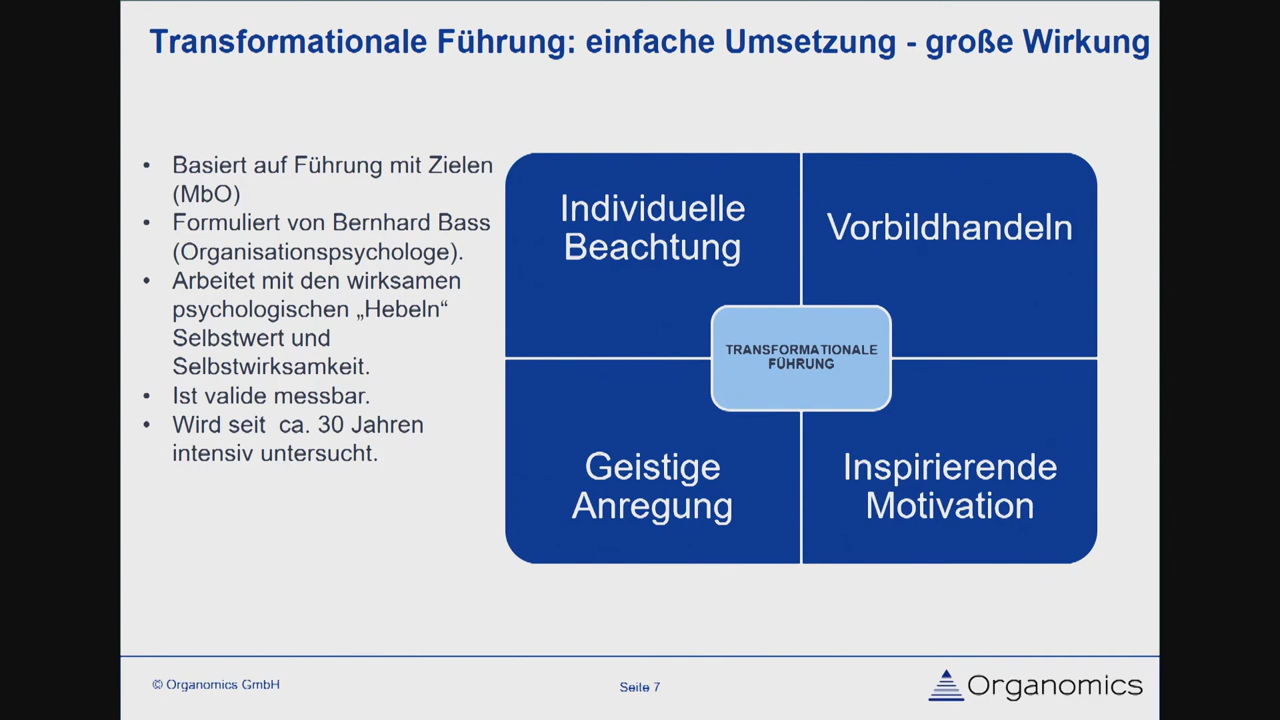 Transformationale Führung: einfache Umsetzung - große Wirkung
• Basiert auf Führung mit Zielen
(MbO)
• Formuliert von Bernhard Bass
(Organisationspsychologe).
• Arbeitet mit den wirksamen
psychologischen „Hebeln“
Selbstwert und
Selbstwirksamkeit.
• Ist valide messbar.
• Wird seit ca. 30 Jahren
intensiv untersucht.
Individuelle
Beachtung
Vorbildhandeln
TRANSFORMATIONALE
FÜHRUNG
Geistige
Anregung
Inspirierende
Motivation
© Organomics GmbH
Seite 7
Organomics